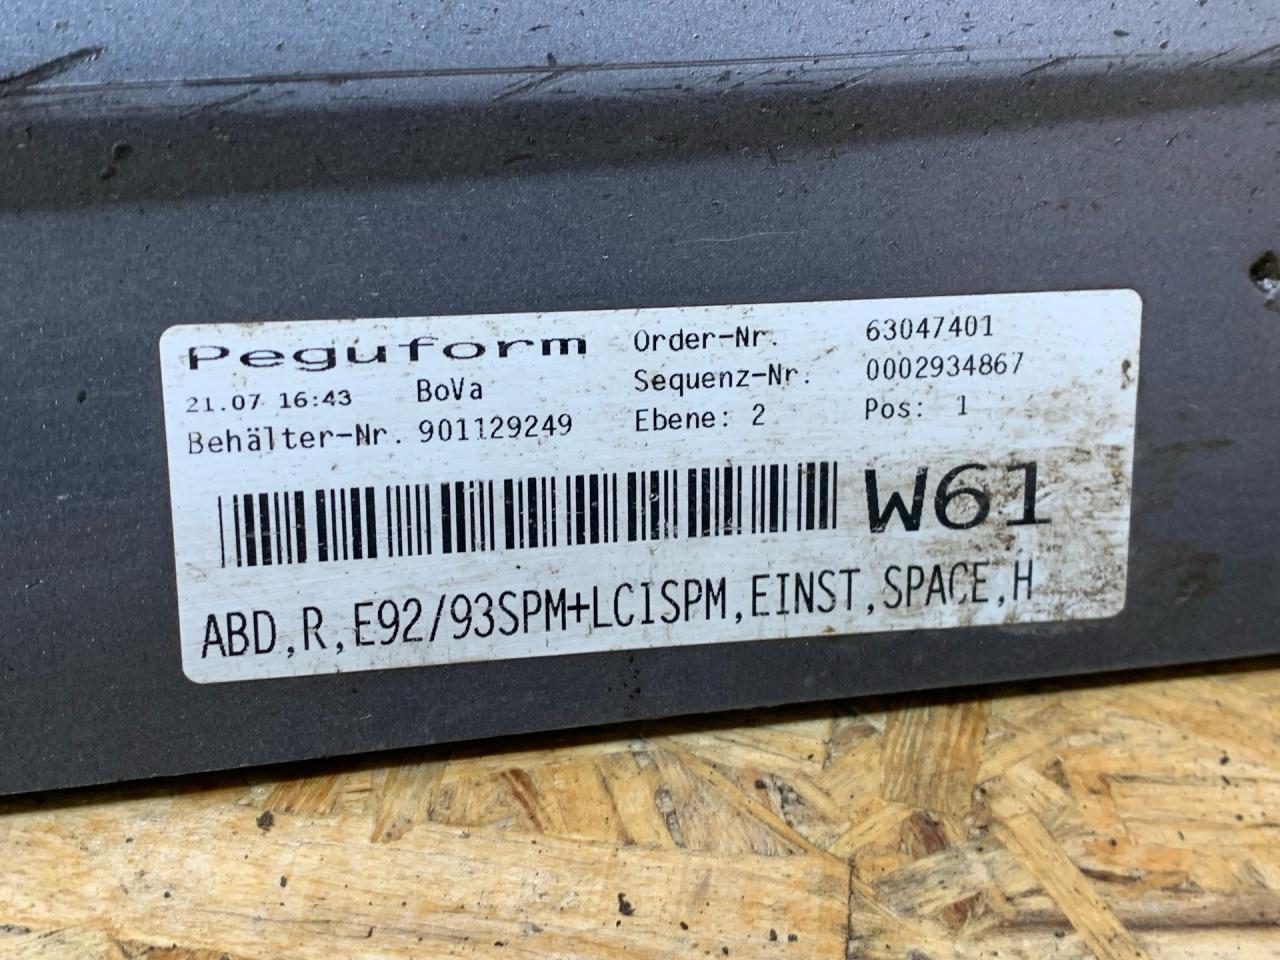 Peguform
Order-Nr. 63047401
21.07 16:43 BoVa
Sequenz-Nr. 0002934867
Behälter-Nr. 901129249
Ebene: 2 Pos: 1
W61
ABD,R,E92/93SPM+LCISPM,EINST,SPACE,H